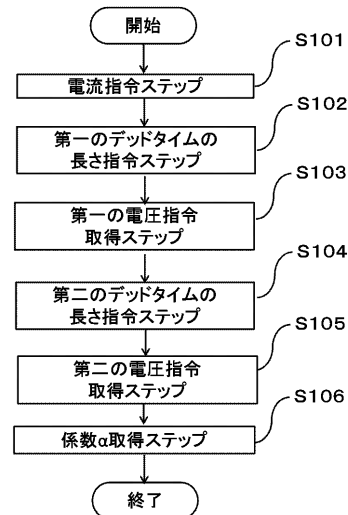 開始
S101
電流指令ステップ
S102
第一のデッドタイムの
長さ指令ステップ
S103
第一の電圧指令
取得ステップ
S104
第二のデッドタイムの
長さ指令ステップ
S105
第二の電圧指令
取得ステップ
S106
係数α取得ステップ
終了